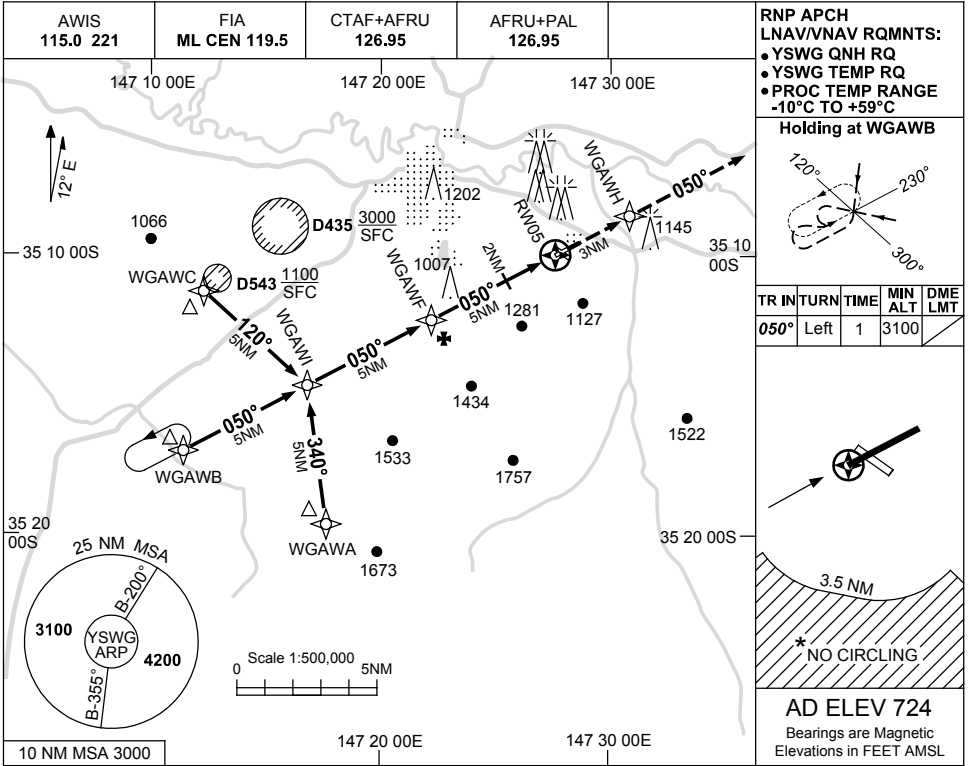 AWIS
115.0 221
FIA
ML CEN 119.5
CTAF+AFRU
126.95
AFRU+PAL
126.95
RNP APCH
LNAV/VNAV RQMNTS:
• YSWG QNH RQ
• YSWG TEMP RQ
• PROC TEMP RANGE
-10°C TO +59°C
147 10 00E
147 20 00E
147 30 00E
12° E
1066
D435 3000
SFC
1202
WGAWH
050°
RW05
3NM
1145
35 10 00S
35 10
00S
WGAWC
D543 1100
SFC
1007
WGAWF
2NM
050°
5NM
1281
1127
120°
5NM
WGAWI
050°
5NM
1434
050°
5NM
340°
5NM
1533
1757
1522
WGAWB
WGAWA
1673
35 20
00S
35 20 00S
25 NM MSA
B-200°
3100
YSWG
ARP
4200
B-355°
Scale 1:500,000
0
5NM
10 NM MSA 3000
147 20 00E
147 30 00E
Holding at WGAWB
120°
230°
300°
TR IN TURN TIME MIN ALT DME LMT
050° Left 1 3100
3.5 NM
* NO CIRCLING
AD ELEV 724
Bearings are Magnetic
Elevations in FEET AMSL